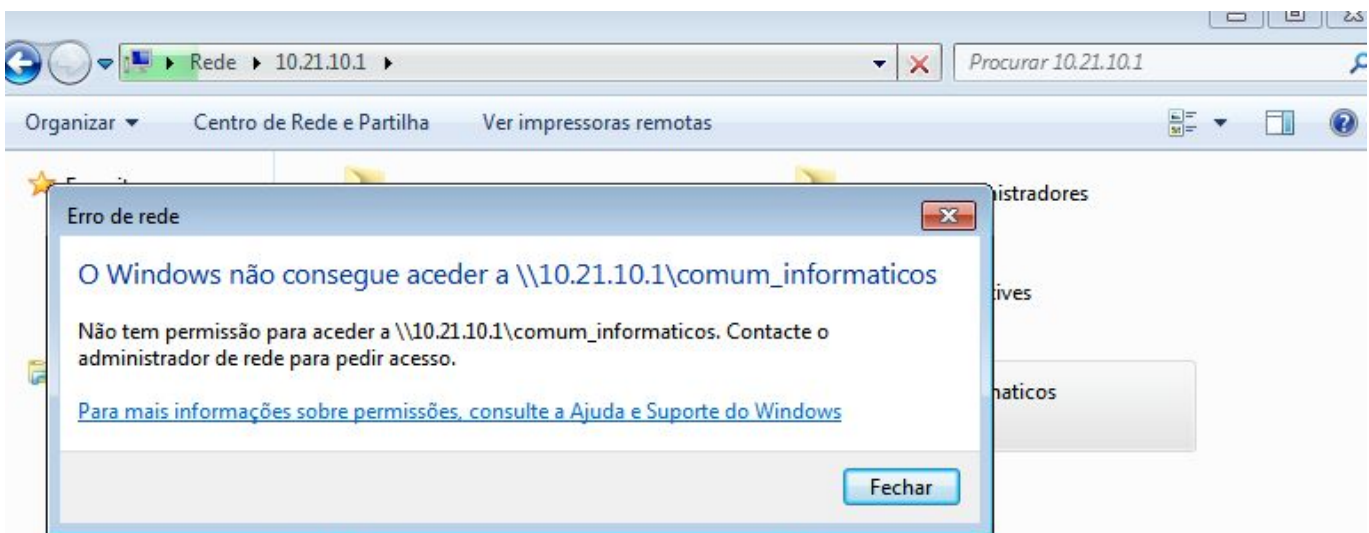 Rede 10.21.10.1
Procurar 10.21.10.1
Organizar
Centro de Rede e Partilha
Ver impressoras remotas
Erro de rede
O Windows não consegue aceder a \\10.21.10.1\comum_informaticos
Não tem permissão para aceder a \\10.21.10.1\comum_informaticos. Contacte o
administrador de rede para pedir acesso.
Para mais informações sobre permissões, consulte a Ajuda e Suporte do Windows
Fechar
istradores
ives
naticos